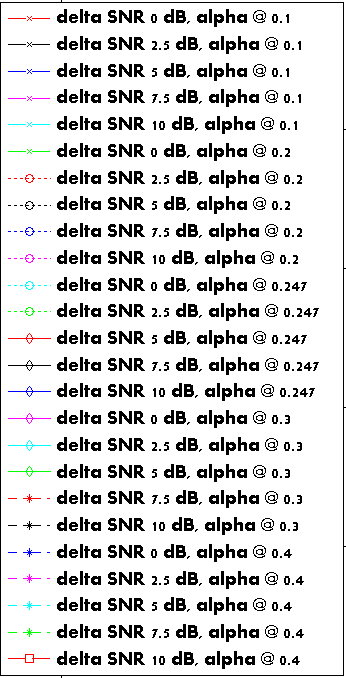 delta SNR 0 dB, alpha @ 0.1
delta SNR 2.5 dB, alpha @ 0.1
delta SNR 5 dB, alpha @ 0.1
delta SNR 7.5 dB, alpha @ 0.1
delta SNR 10 dB, alpha @ 0.1
delta SNR 0 dB, alpha @ 0.2
delta SNR 2.5 dB, alpha @ 0.2
delta SNR 5 dB, alpha @ 0.2
delta SNR 7.5 dB, alpha @ 0.2
delta SNR 10 dB, alpha @ 0.2
delta SNR 0 dB, alpha @ 0.247
delta SNR 2.5 dB, alpha @ 0.247
delta SNR 5 dB, alpha @ 0.247
delta SNR 7.5 dB, alpha @ 0.247
delta SNR 10 dB, alpha @ 0.247
delta SNR 0 dB, alpha @ 0.3
delta SNR 2.5 dB, alpha @ 0.3
delta SNR 5 dB, alpha @ 0.3
delta SNR 7.5 dB, alpha @ 0.3
delta SNR 10 dB, alpha @ 0.3
delta SNR 0 dB, alpha @ 0.4
delta SNR 2.5 dB, alpha @ 0.4
delta SNR 5 dB, alpha @ 0.4
delta SNR 7.5 dB, alpha @ 0.4
delta SNR 10 dB, alpha @ 0.4